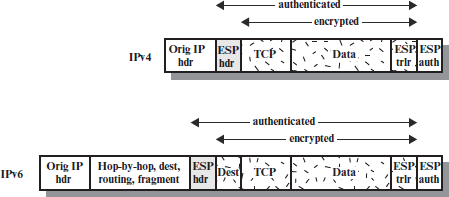 authenticated
encrypted
IPv4
Orig IP
hdr
ESP
hdr
TCP
Data
ESP
trlr
ESP
auth
authenticated
encrypted
IPv6
Orig IP
hdr
Hop-by-hop, dest,
routing, fragment
ESP
hdr
Dest
TCP
Data
ESP
trlr
ESP
auth